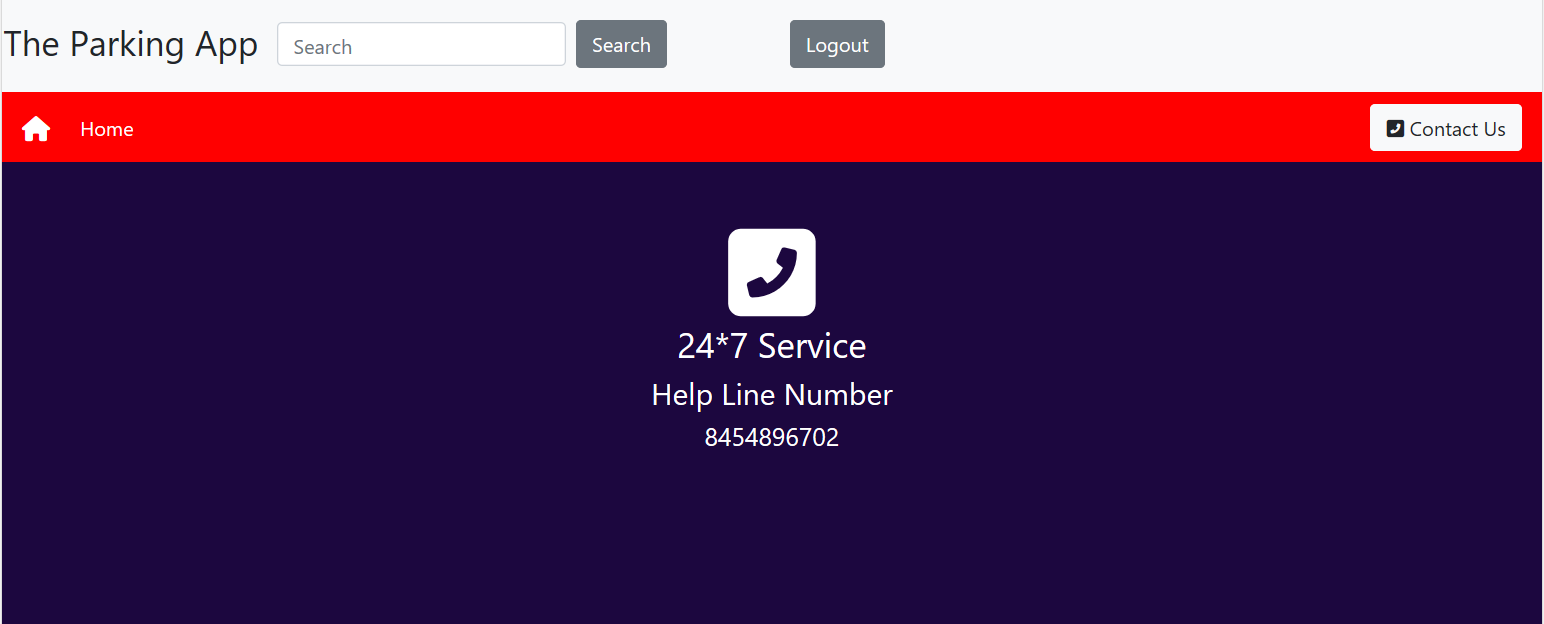 The Parking App Search Search Logout
Home Contact Us
24*7 Service
Help Line Number
8454896702